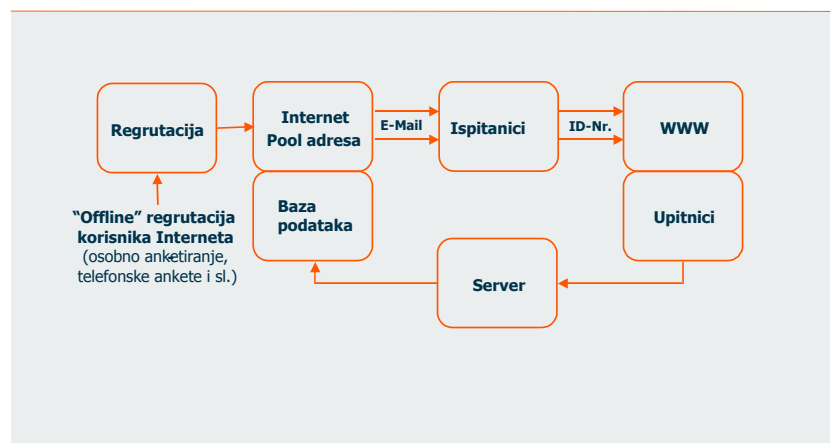 Regrutacija
Internet
Pool adresa
E-Mail
Ispitanici
ID-Nr.
WWW
"Offline" regrutacija
korisnika Interneta
(osobno anketiranje,
telefonske ankete i sl.)
Baza
podataka
Upitnici
Server